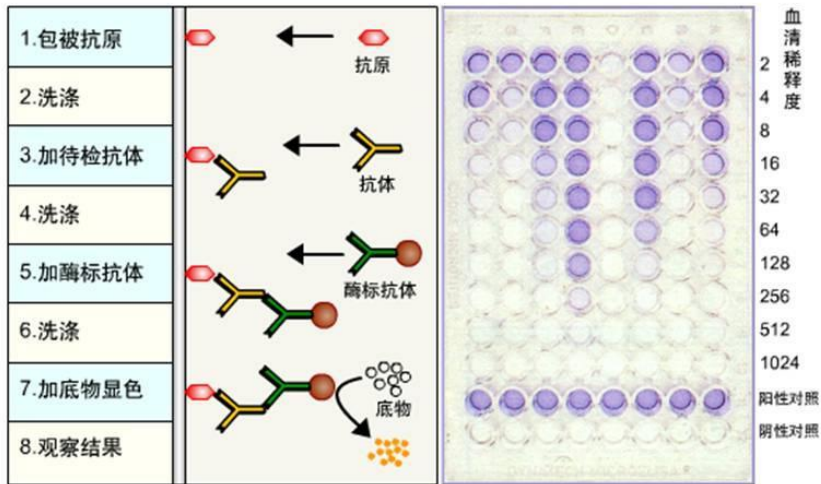 1.包被抗原
2.洗涤
3.加待检抗体
4.洗涤
5.加酶标抗体
6.洗涤
7.加底物显色
8.观察结果
抗原
抗体
酶标抗体
底物
血清稀释度
2
4
8
16
32
64
128
256
512
1024
阳性对照
阴性对照